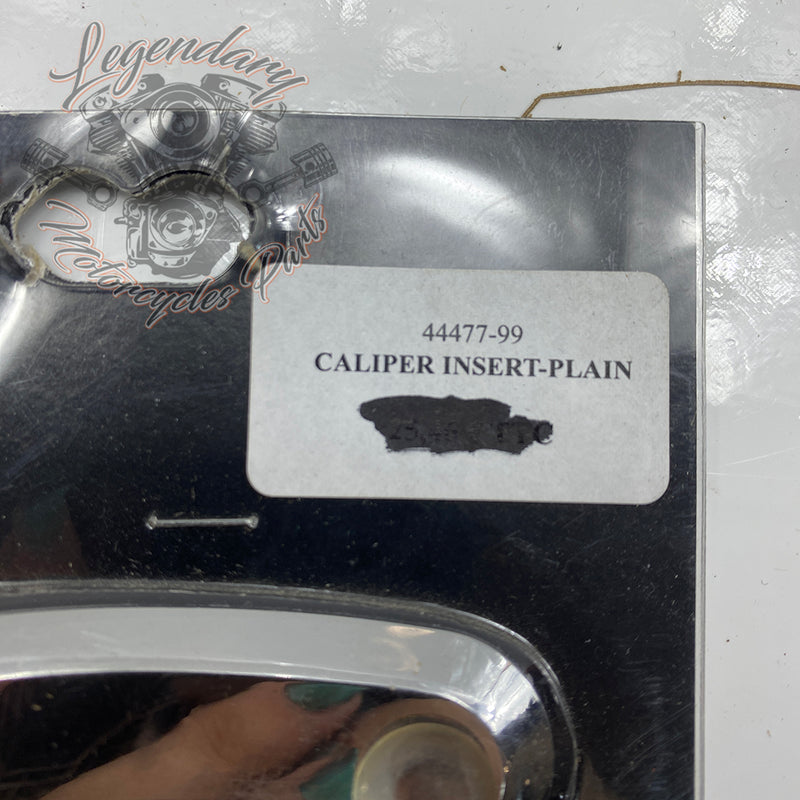 Legendary
Motorcycles Parts
44477-99
CALIPER INSERT-PLAIN